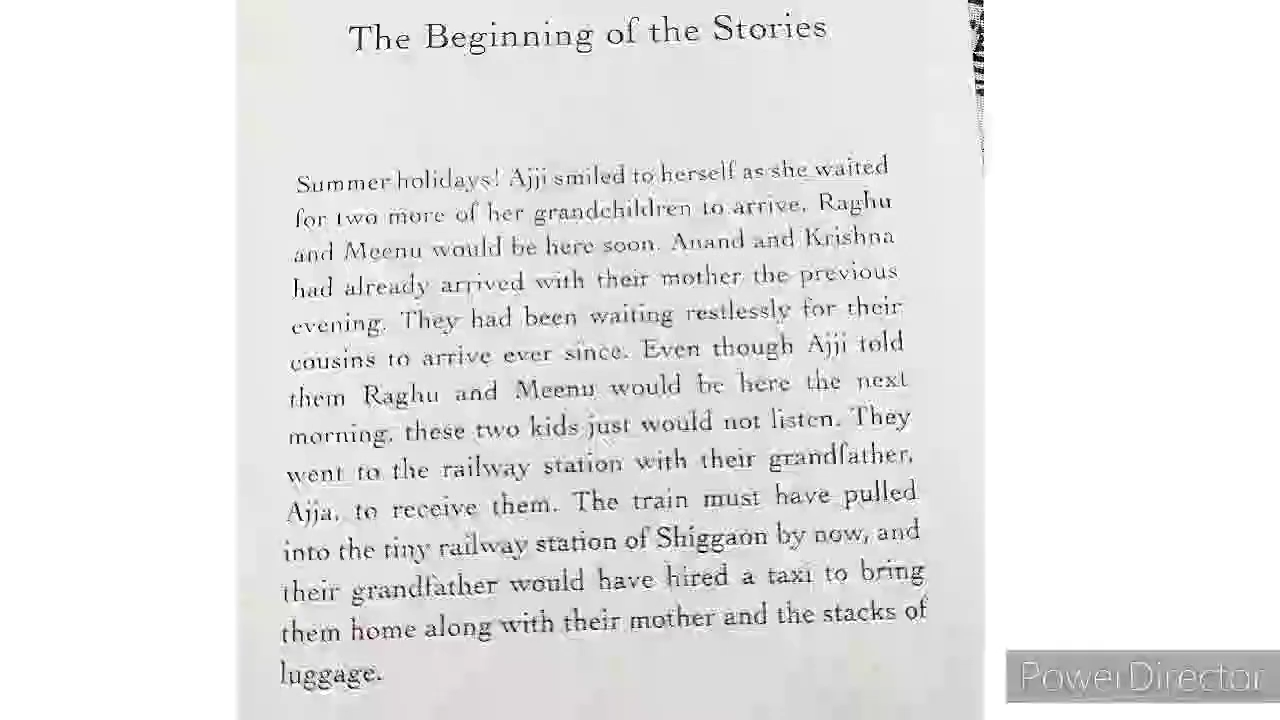 The Beginning of the Stories
Summer holidays! Ajji smiled to herself as she waited
for two more of her grandchildren to arrive. Raghu
and Meenu would be here soon. Anand and Krishna
had already arrived with their mother the previous
evening. They had been waiting restlessly for their
cousins to arrive ever since. Even though Ajji told
them Raghu and Meenu would be here the next
morning, these two kids just would not listen. They
went to the railway station with their grandfather,
Ajja, to receive them. The train must have pulled
into the tiny railway station of Shiggaon by now, and
their grandfather would have hired a taxi to bring
them home along with their mother and the stacks of
luggage.
PowerDirector